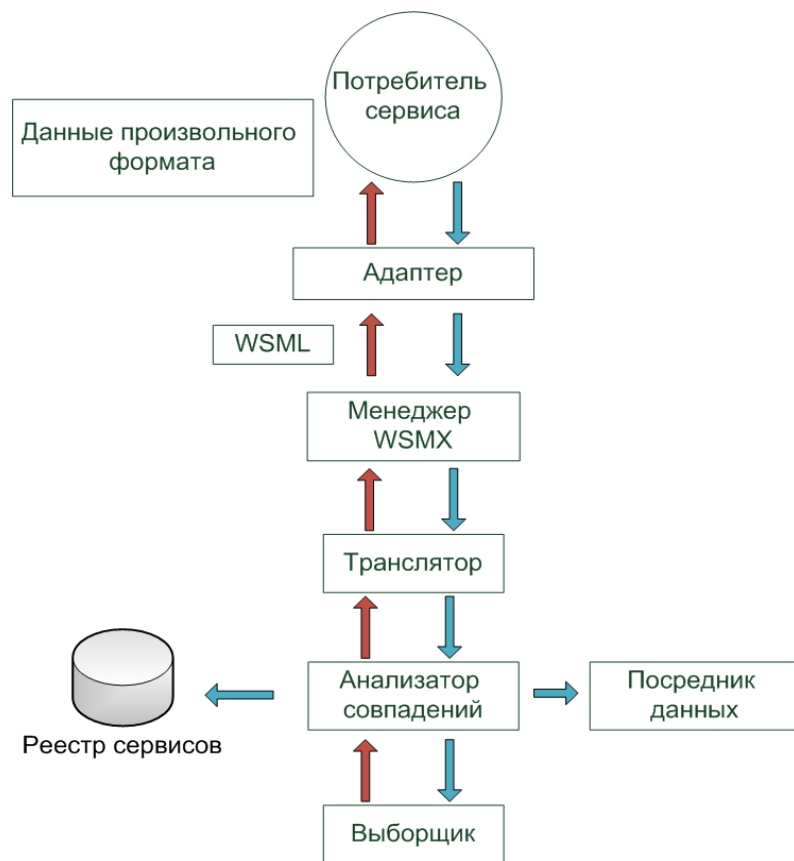 Потребитель
сервиса
Данные произвольного
формата
Адаптер
WSML
Менеджер
WSMX
Транслятор
Анализатор
совпадений
Посредник
данных
Реестр сервисов
Выборщик